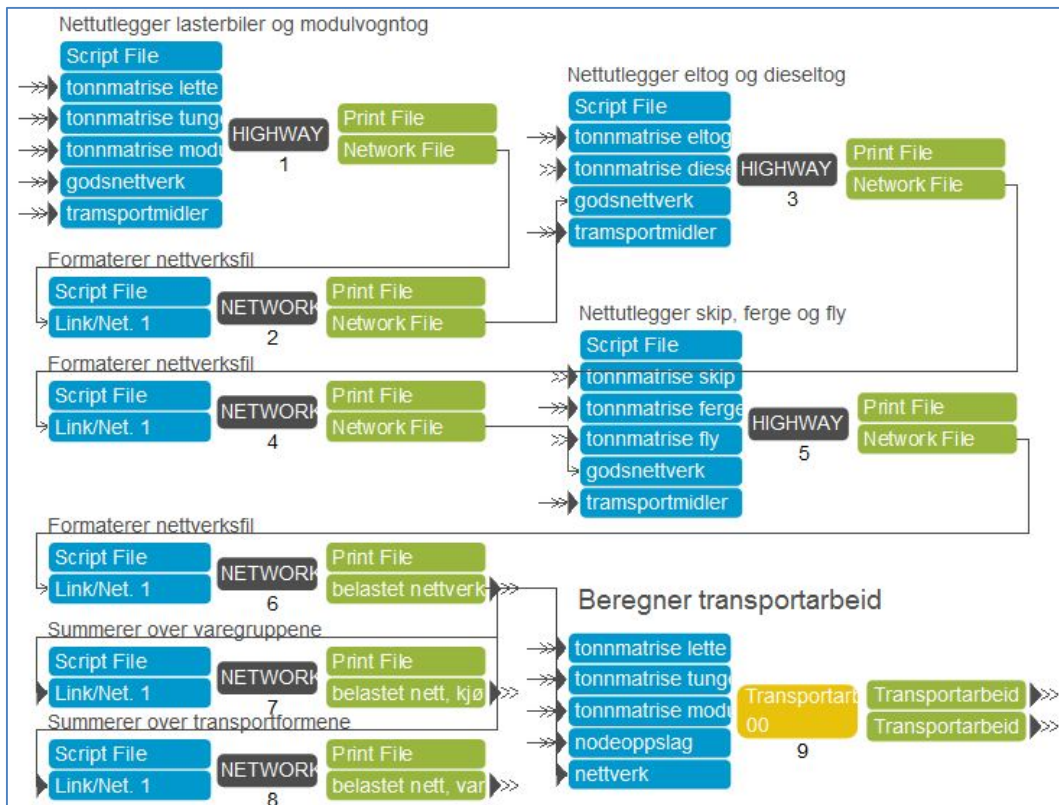 Nettutlegger lasterbiler og modulvogntog
Script File
tonnmatrise lette
tonnmatrise tunge
tonnmatrise modu
godsnettverk
tramsportmidler
HIGHWAY
1
Print File
Network File
Nettutlegger eltog og dieseltog
Script File
tonnmatrise eltog
tonnmatrise diese
godsnettverk
tramsportmidler
HIGHWAY
3
Print File
Network File
Formaterer nettverksfil
Script File
Link/Net. 1
NETWORK
2
Print File
Network File
Formaterer nettverksfil
Script File
Link/Net. 1
NETWORK
4
Print File
Network File
Nettutlegger skip, ferge og fly
Script File
tonnmatrise skip
tonnmatrise ferge
tonnmatrise fly
godsnettverk
tramsportmidler
HIGHWAY
5
Print File
Network File
Formaterer nettverksfil
Script File
Link/Net. 1
NETWORK
6
Print File
belastet nettverk
Summerer over varegruppene
Script File
Link/Net. 1
NETWORK
7
Print File
belastet nett, kjø
Summerer over transportformene
Script File
Link/Net. 1
NETWORK
8
Print File
belastet nett, var
Beregner transportarbeid
tonnmatrise lette
tonnmatrise tunge
tonnmatrise modu
nodeoppslag
nettverk
Transportarb
00
9
Transportarbeid
Transportarbeid